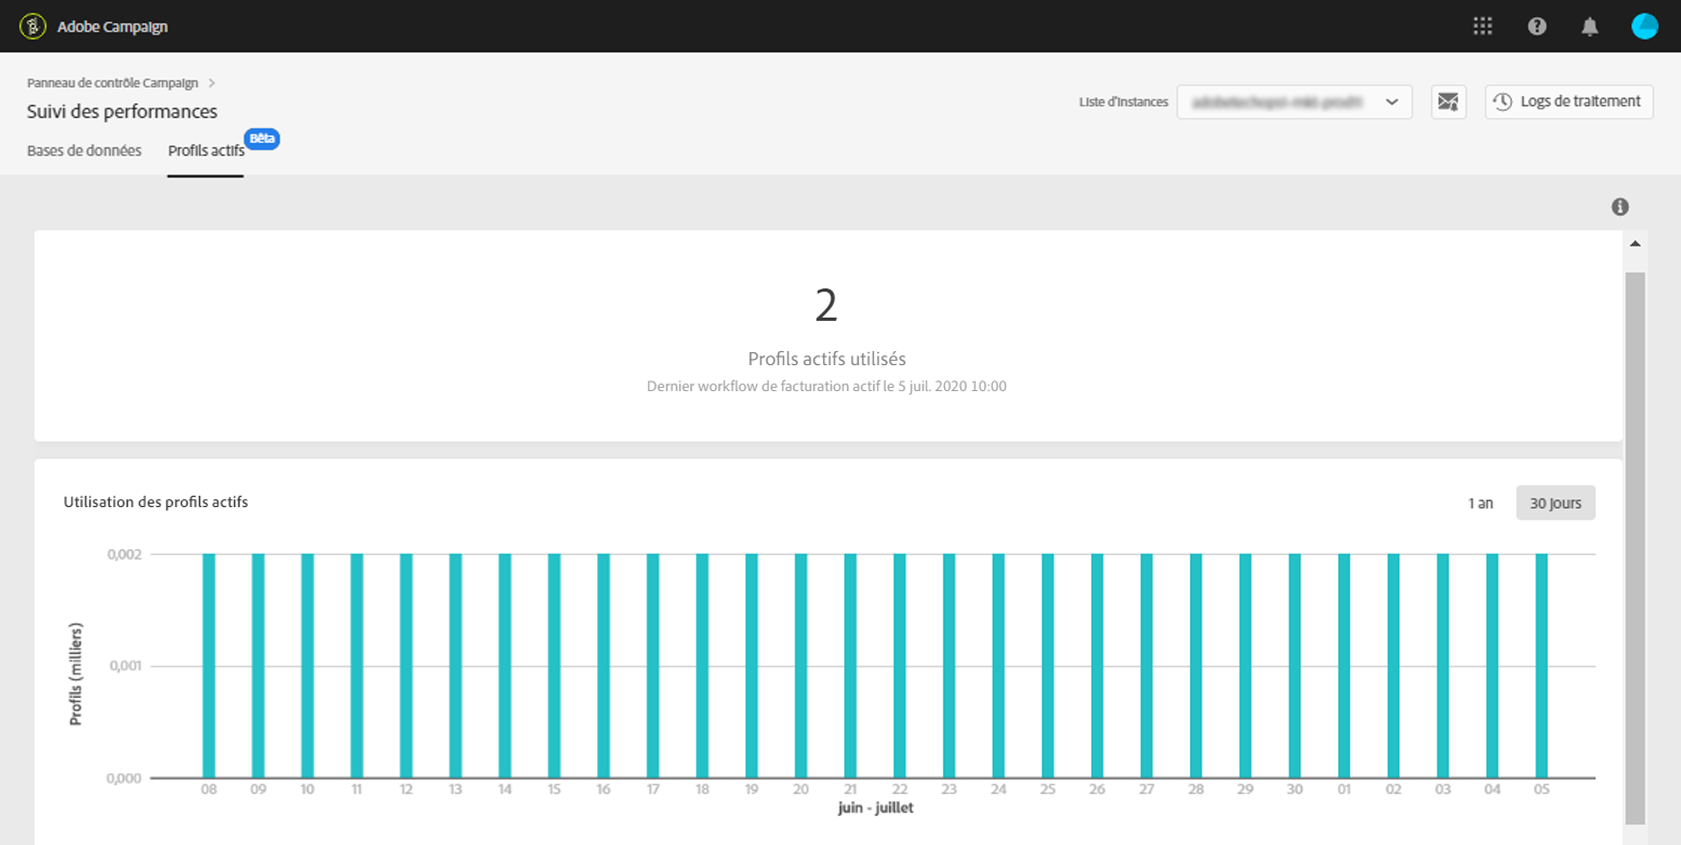 Adobe Campaign
Panneau de contrôle Campaign
Suivi des performances
Liste d'instances
Logs de traitement
Bases de données
Profils actifs
Bêta
2
Profils actifs utilisés
Dernier workflow de facturation actif le 5 juil. 2020 10:00
Utilisation des profils actifs
1 an
30 jours
Profils (milliers)
0,002
0,001
0,000
08 09 10 11 12 13 14 15 16 17 18 19 20 21 22 23 24 25 26 27 28 29 30 01 02 03 04 05
juin - juillet